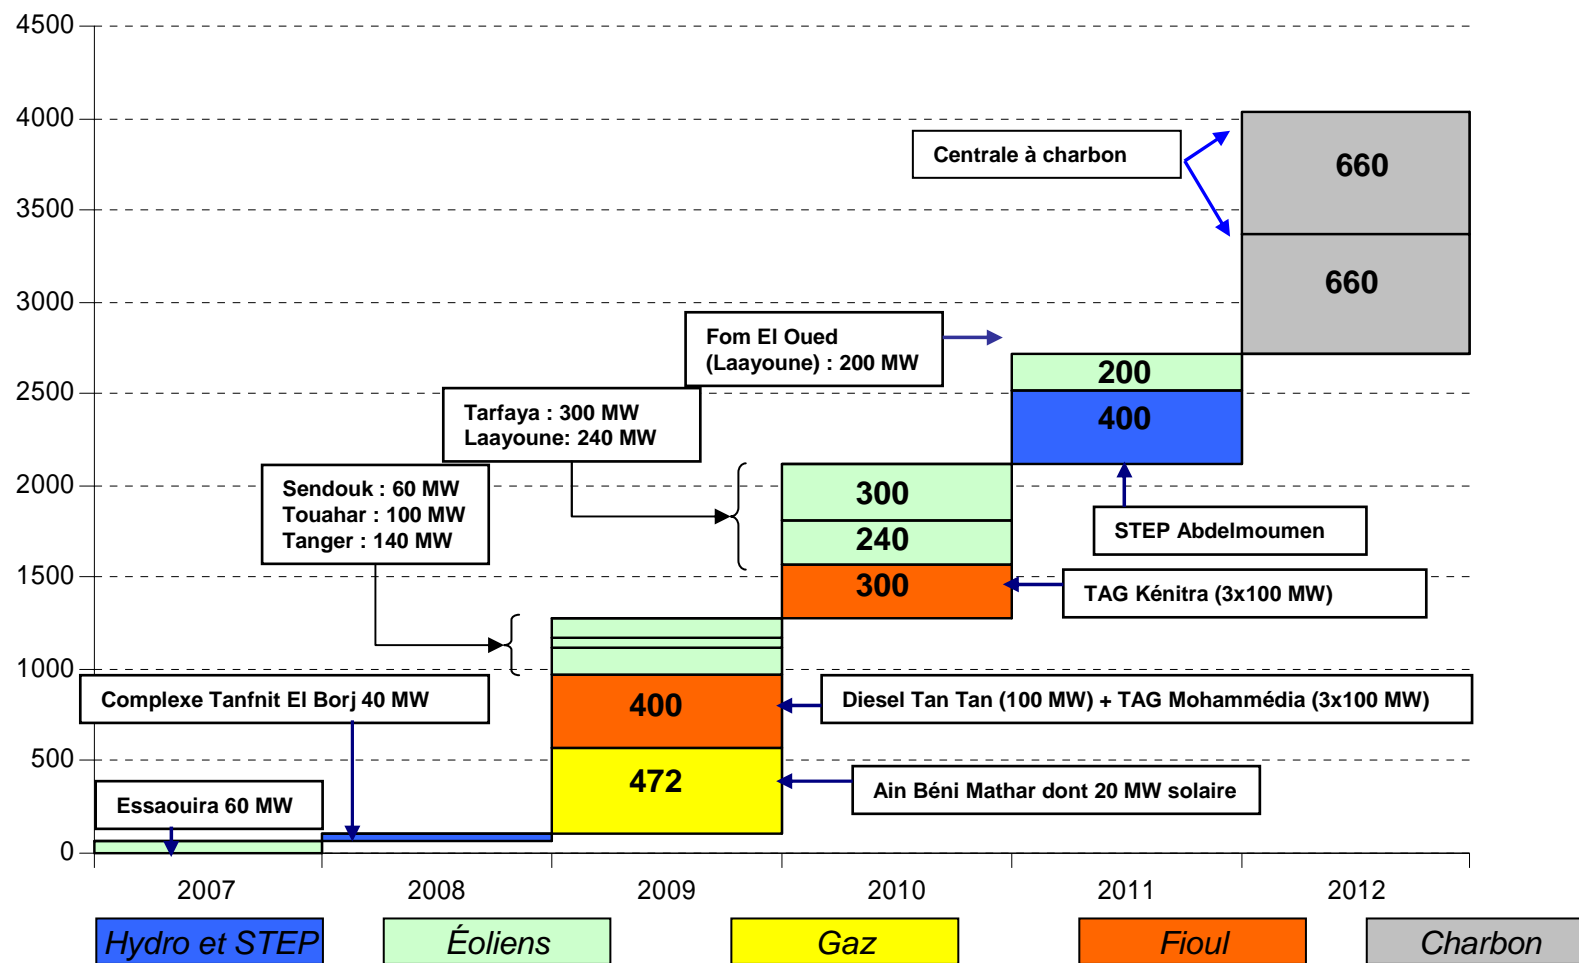 4500
4000
3500
3000
2500
2000
1500
1000
500
0
Centrale à charbon
660
660
Fom El Oued
(Laayoune) : 200 MW
200
400
Tarfaya : 300 MW
Laayoune: 240 MW
Sendouk : 60 MW
Touahar : 100 MW
Tanger : 140 MW
300
240
300
STEP Abdelmoumen
TAG Kénitra (3x100 MW)
Complexe Tanfnit El Borj 40 MW
400
Diesel Tan Tan (100 MW) + TAG Mohammédia (3x100 MW)
472
Ain Béni Mathar dont 20 MW solaire
Essaouira 60 MW
2007 2008 2009 2010 2011 2012
Hydro et STEP Éoliens Gaz Fioul Charbon